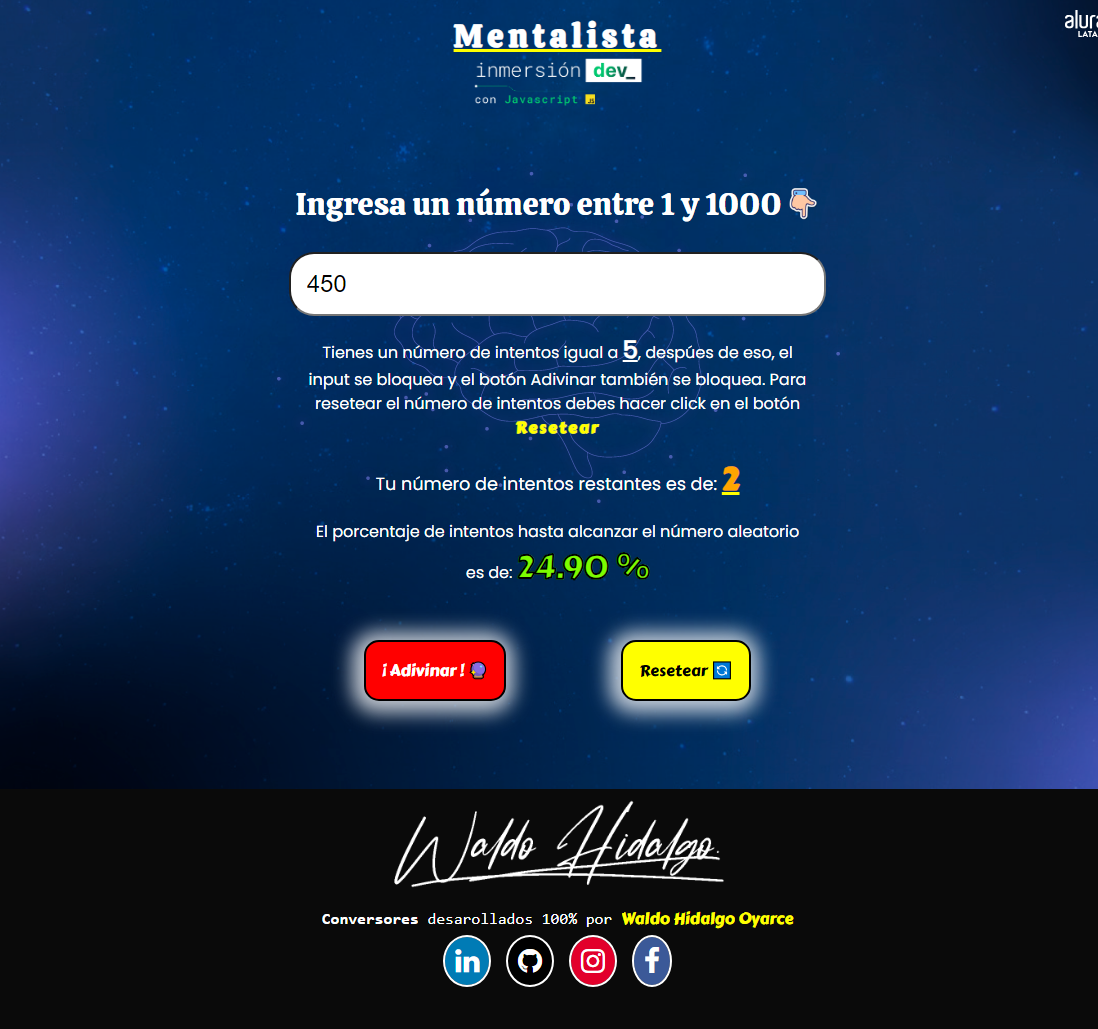 Mentalista
alura
LATA
inmersión dev_
con Javascript JS
Ingresa un número entre 1 y 1000
450
Tienes un número de intentos igual a 5, despúes de eso, el
input se bloquea y el botón Adivinar también se bloquea. Para
resetear el número de intentos debes hacer click en el botón
Resetear
Tu número de intentos restantes es de: 2
El porcentaje de intentos hasta alcanzar el número aleatorio
es de: 24.90 %
¡ Adivinar ! Resetear
Waldo Hidalgo.
Conversores desarollados 100% por Waldo Hidalgo Oyarce
in f